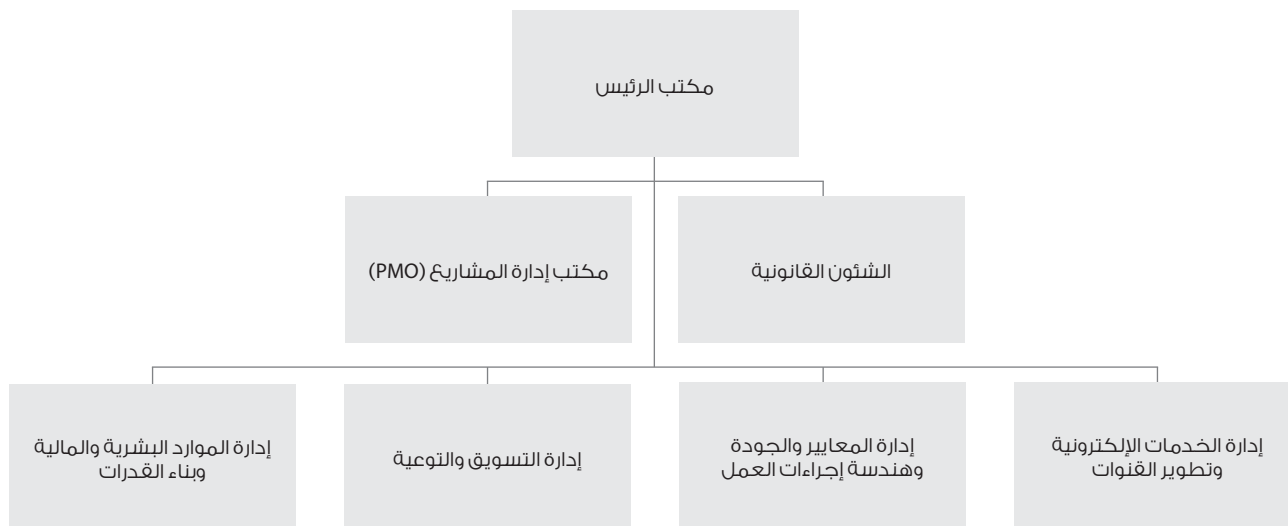 مكتب الرئيس
الشئون القانونية
مكتب إدارة المشاريع (PMO)
إدارة الخدمات الإلكترونية
وتطوير القنوات
إدارة المعايير والجودة
وهندسة إجراءات العمل
إدارة التسويق والتوعية
إدارة الموارد البشرية والمالية
وبناء القدرات